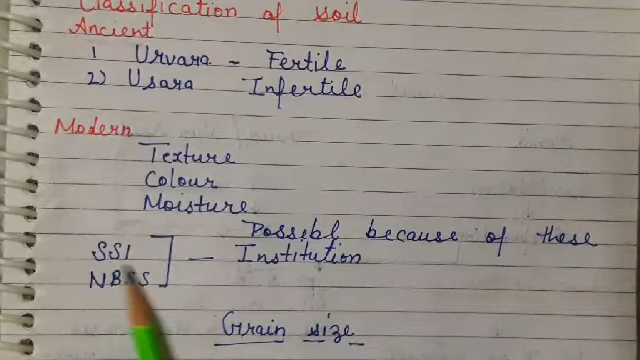 Classification of soil
Ancient
1 Urvara - Fertile
2) Usara Infertile
Modern
Texture
Colour
Moisture
Possibl because of these
SSI ] - Institution
NBSS
Grain size